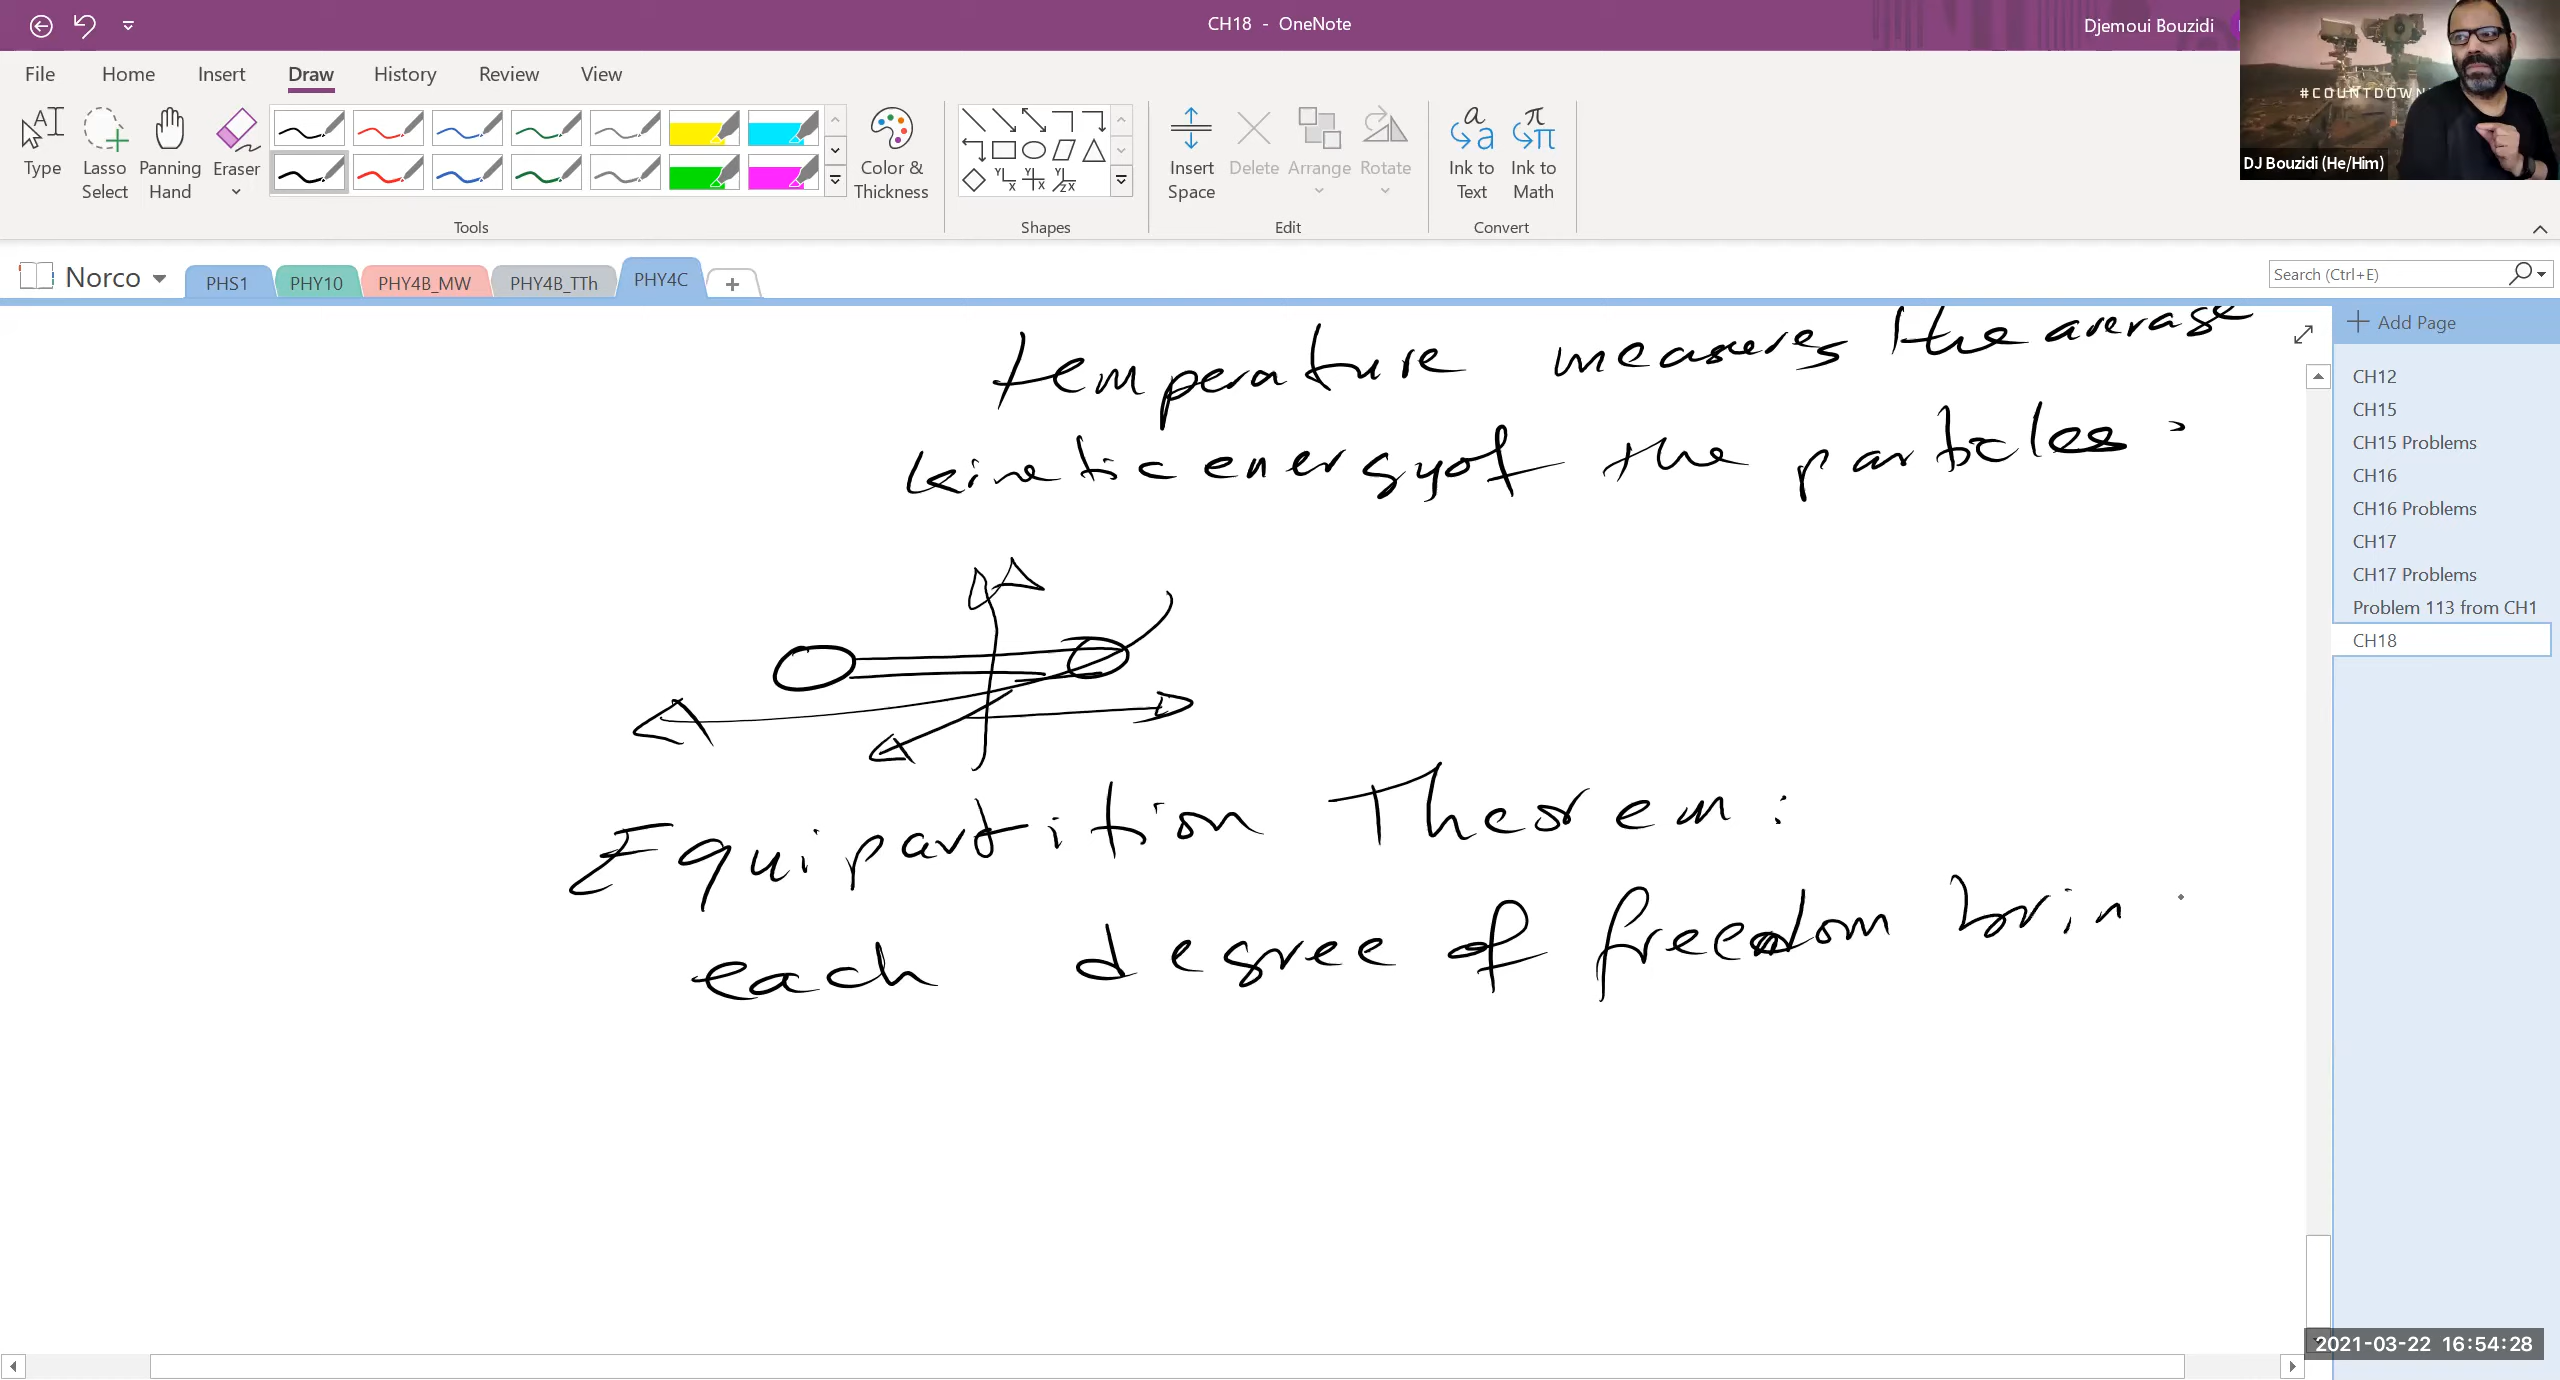 CH18 - OneNote
Djemoui Bouzidi
#COUNTDOWN
DJ Bouzidi (He/Him)
File Home Insert Draw History Review View
Type
Lasso Select
Panning Hand
Eraser
Color & Thickness
Insert Space
Delete
Arrange
Rotate
Ink to Text
Ink to Math
Tools Shapes Edit Convert
Norco
PHS1 PHY10 PHY4B_MW PHY4B_TTh PHY4C
Search (Ctrl+E)
temperature measures the average
kinetic energy of the particles.
Equipartition Theorem:
each degree of freedom brin
Add Page
CH12
CH15
CH15 Problems
CH16
CH16 Problems
CH17
CH17 Problems
Problem 113 from CH1
CH18
2021-03-22 16:54:28